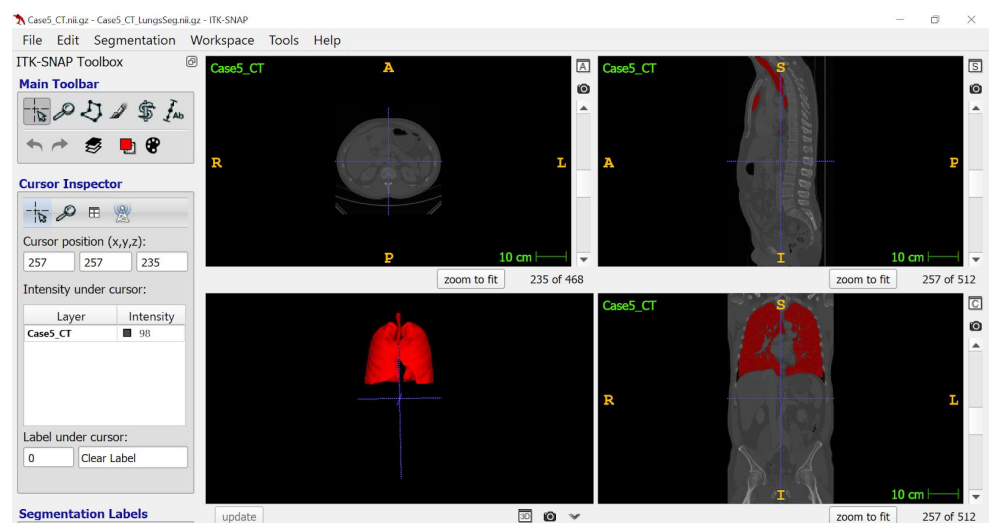 Case5_CT.nii.gz - Case5_CT_LungsSeg.nii.gz - ITK-SNAP
File Edit Segmentation Workspace Tools Help
ITK-SNAP Toolbox
Main Toolbar
Ab
Cursor Inspector
Cursor position (x,y,z):
257 257 235
Intensity under cursor:
Layer Intensity
Case5_CT 98
Label under cursor:
0 Clear Label
Segmentation Labels
Case5_CT
A
A
R
L
P
10 cm
zoom to fit 235 of 468
Case5_CT
S
S
A
P
I
10 cm
zoom to fit 257 of 512
update
3D
Case5_CT
S
C
R
L
I
10 cm
zoom to fit 257 of 512